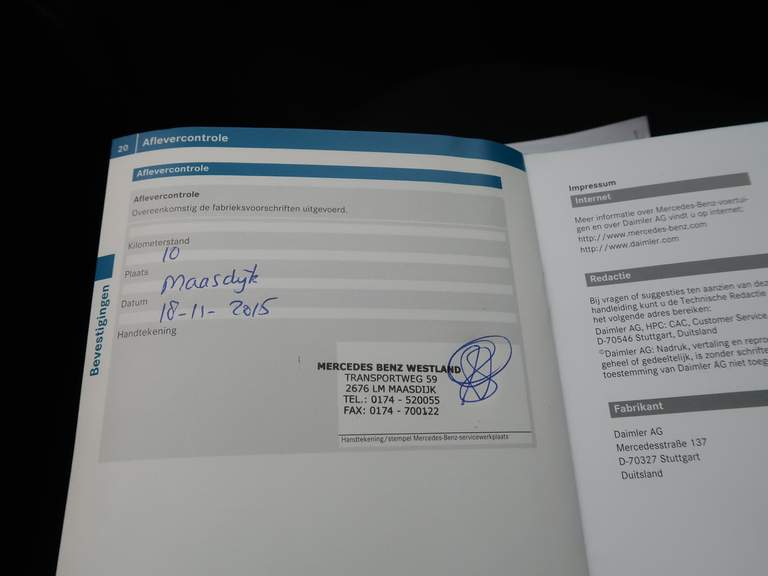 20 Aflevercontrole
Aflevercontrole
Aflevercontrole
Overeenkomstig de fabrieksvoorschriften uitgevoerd.
Kilometerstand
10
Plaats
Maasdijk
Datum
18-11-2015
Handtekening
MERCEDES BENZ WESTLAND
TRANSPORTWEG 59
2676 LM MAASDIJK
TEL.: 0174 - 520055
FAX: 0174 - 700122
Handtekening/stempel Mercedes-Benz-servicewerkplaats
Bevestigingen
Impressum
Internet
Meer informatie over Mercedes-Benz-voertui-
gen en over Daimler AG vindt u op internet:
http://www.mercedes-benz.com
http://www.daimler.com
Redactie
Bij vragen of suggesties ten aanzien van dez
handleiding kunt u de Technische Redactie
het volgende adres bereiken:
Daimler AG, HPC: CAC, Customer Service,
D-70546 Stuttgart, Duitsland
©Daimler AG: Nadruk, vertaling en repro
geheel of gedeeltelijk, is zonder schrifte
toestemming van Daimler AG niet toeg
Fabrikant
Daimler AG
Mercedesstraße 137
D-70327 Stuttgart
Duitsland